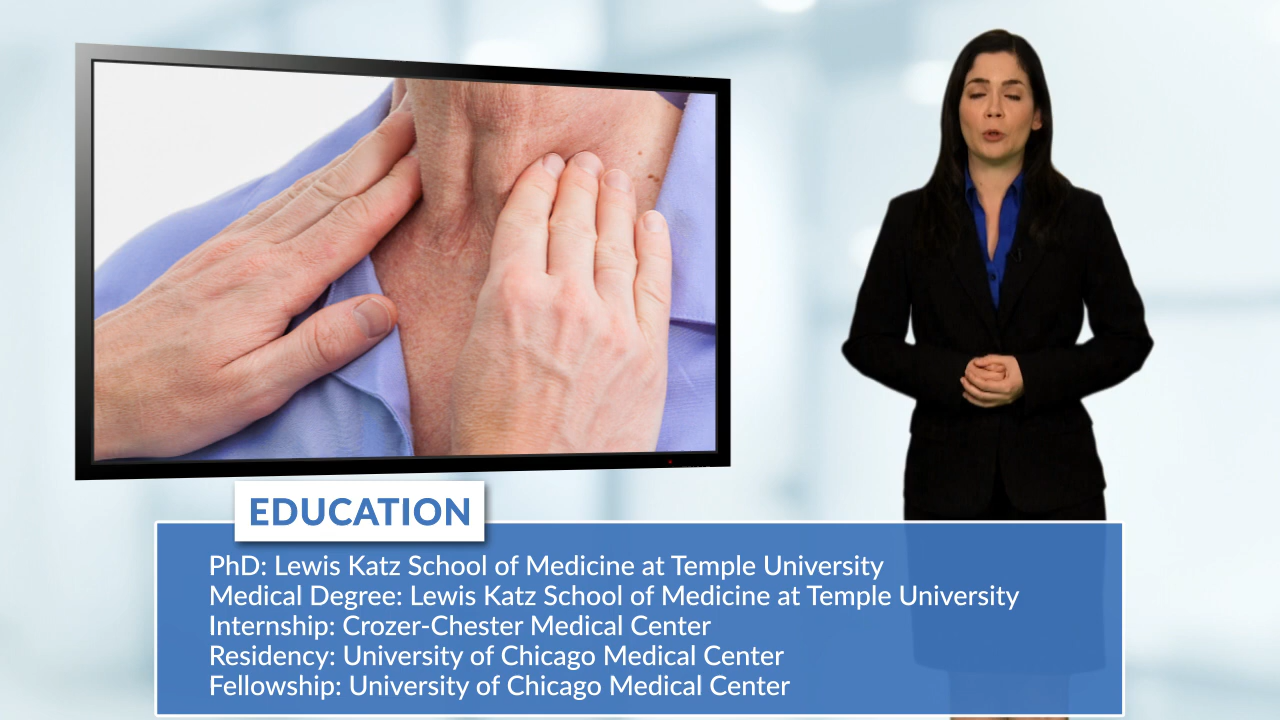 EDUCATION
PhD: Lewis Katz School of Medicine at Temple University
Medical Degree: Lewis Katz School of Medicine at Temple University
Internship: Crozer-Chester Medical Center
Residency: University of Chicago Medical Center
Fellowship: University of Chicago Medical Center